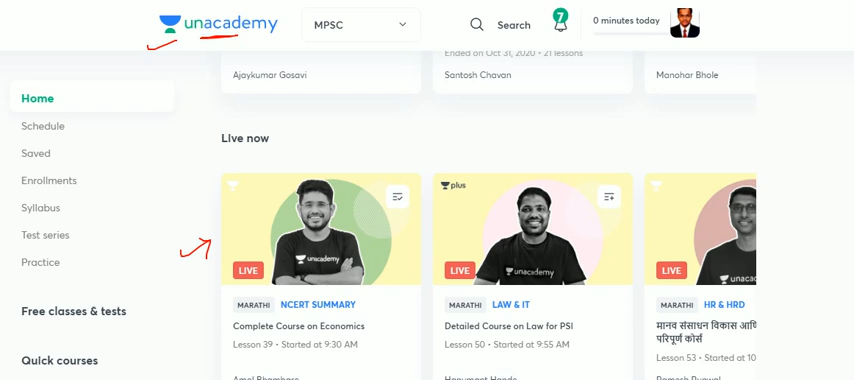 unacademy
MPSC
Search
7
0 minutes today
Ended on Oct 31, 2020 • 21 lessons
Ajaykumar Gosavi
Santosh Chavan
Manohar Bhole
Home
Schedule
Saved
Enrollments
Syllabus
Test series
Practice
Free classes & tests
Quick courses
Live now
LIVE
unacademy
MARATHI NCERT SUMMARY
Complete Course on Economics
Lesson 39 • Started at 9:30 AM
plus
LIVE
unacademy
MARATHI LAW & IT
Detailed Course on Law for PSI
Lesson 50 • Started at 9:55 AM
LIVE
unaca
MARATHI HR & HRD
मानव संसाधन विकास आणि
परिपूर्ण कोर्स
Lesson 53 • Started at 10